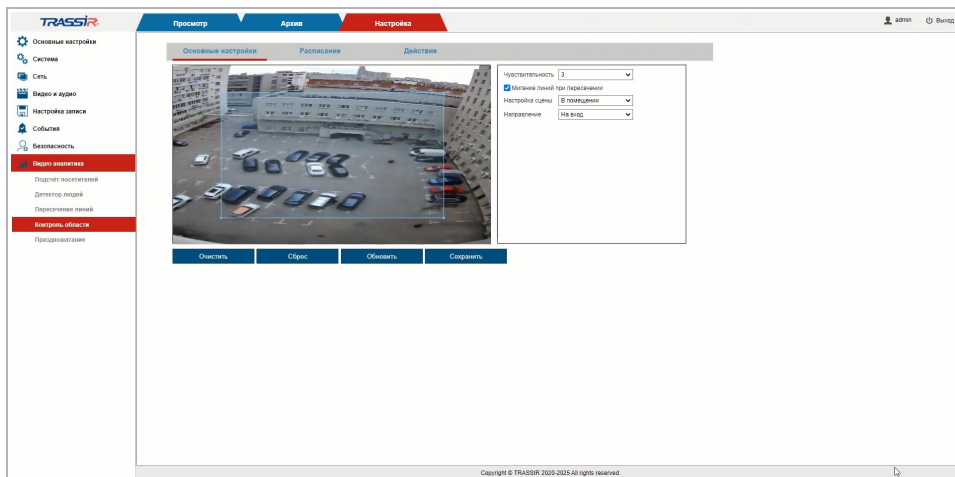 TRASSIR
Просмотр
Архив
Настройка
admin
Выход
Основные настройки
Система
Сеть
Видео и аудио
Настройка записи
События
Безопасность
Видео аналитика
Подсчёт посетителей
Детектор людей
Пересечение линий
Контроль области
Праздношатание
Основные настройки
Расписание
Действие
Чувствительность 3
Мигание линий при пересечении
Настройка сцены В помещении
Направление На вход
Очистить
Сброс
Обновить
Сохранить
Copyright © TRASSIR 2020-2025 All rights reserved.